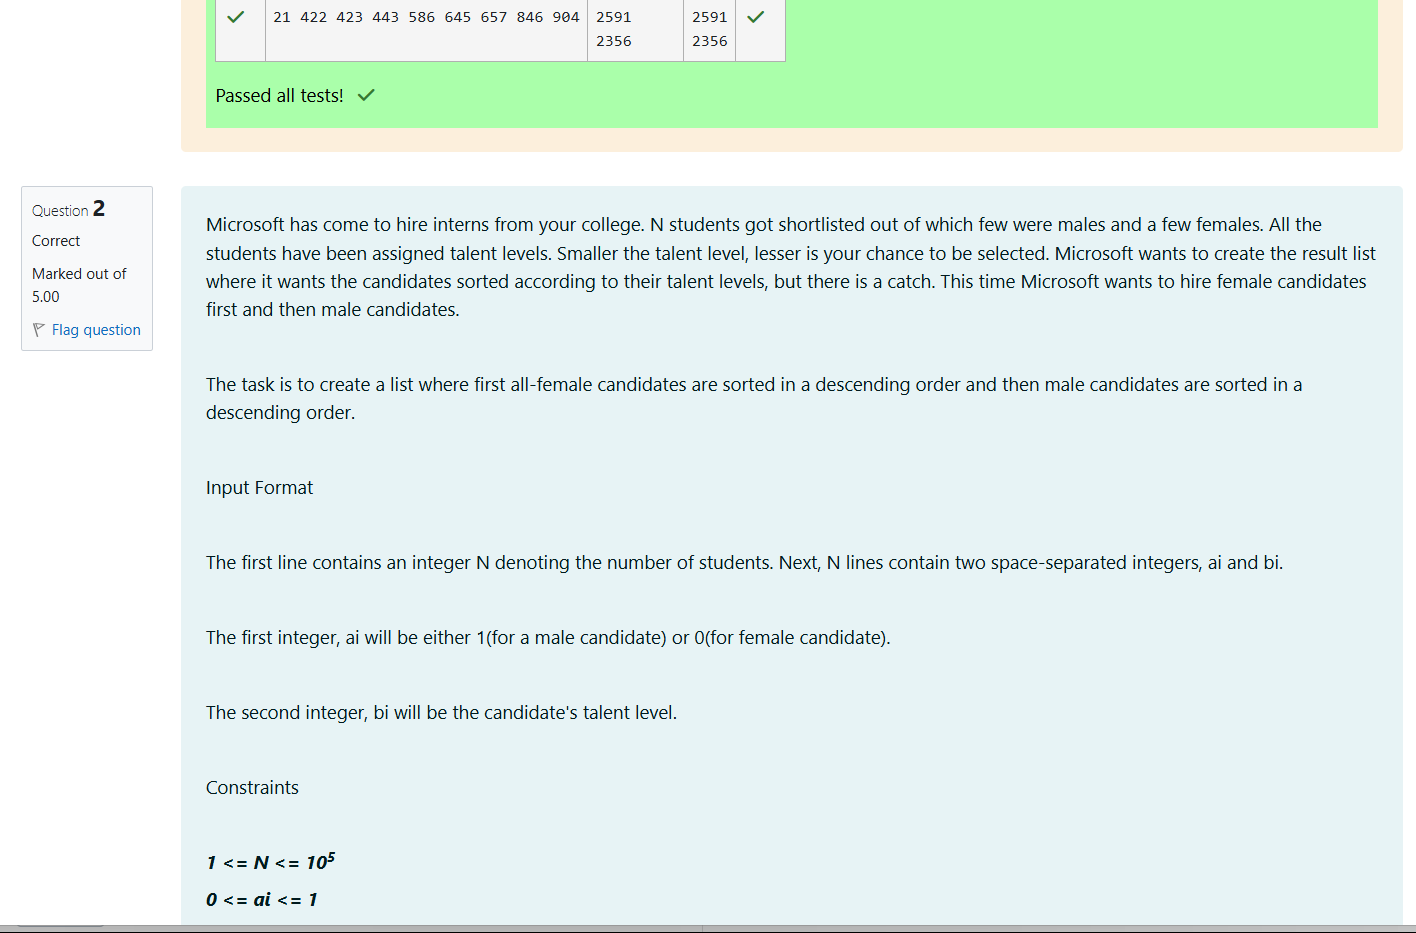 21 422 423 443 586 645 657 846 904 2591 2591
2356 2356
Passed all tests!
Question 2
Correct
Marked out of
5.00
Flag question
Microsoft has come to hire interns from your college. N students got shortlisted out of which few were males and a few females. All the
students have been assigned talent levels. Smaller the talent level, lesser is your chance to be selected. Microsoft wants to create the result list
where it wants the candidates sorted according to their talent levels, but there is a catch. This time Microsoft wants to hire female candidates
first and then male candidates.
The task is to create a list where first all-female candidates are sorted in a descending order and then male candidates are sorted in a
descending order.
Input Format
The first line contains an integer N denoting the number of students. Next, N lines contain two space-separated integers, ai and bi.
The first integer, ai will be either 1(for a male candidate) or 0(for female candidate).
The second integer, bi will be the candidate's talent level.
Constraints
1 <= N <= 10⁵
0 <= ai <= 1